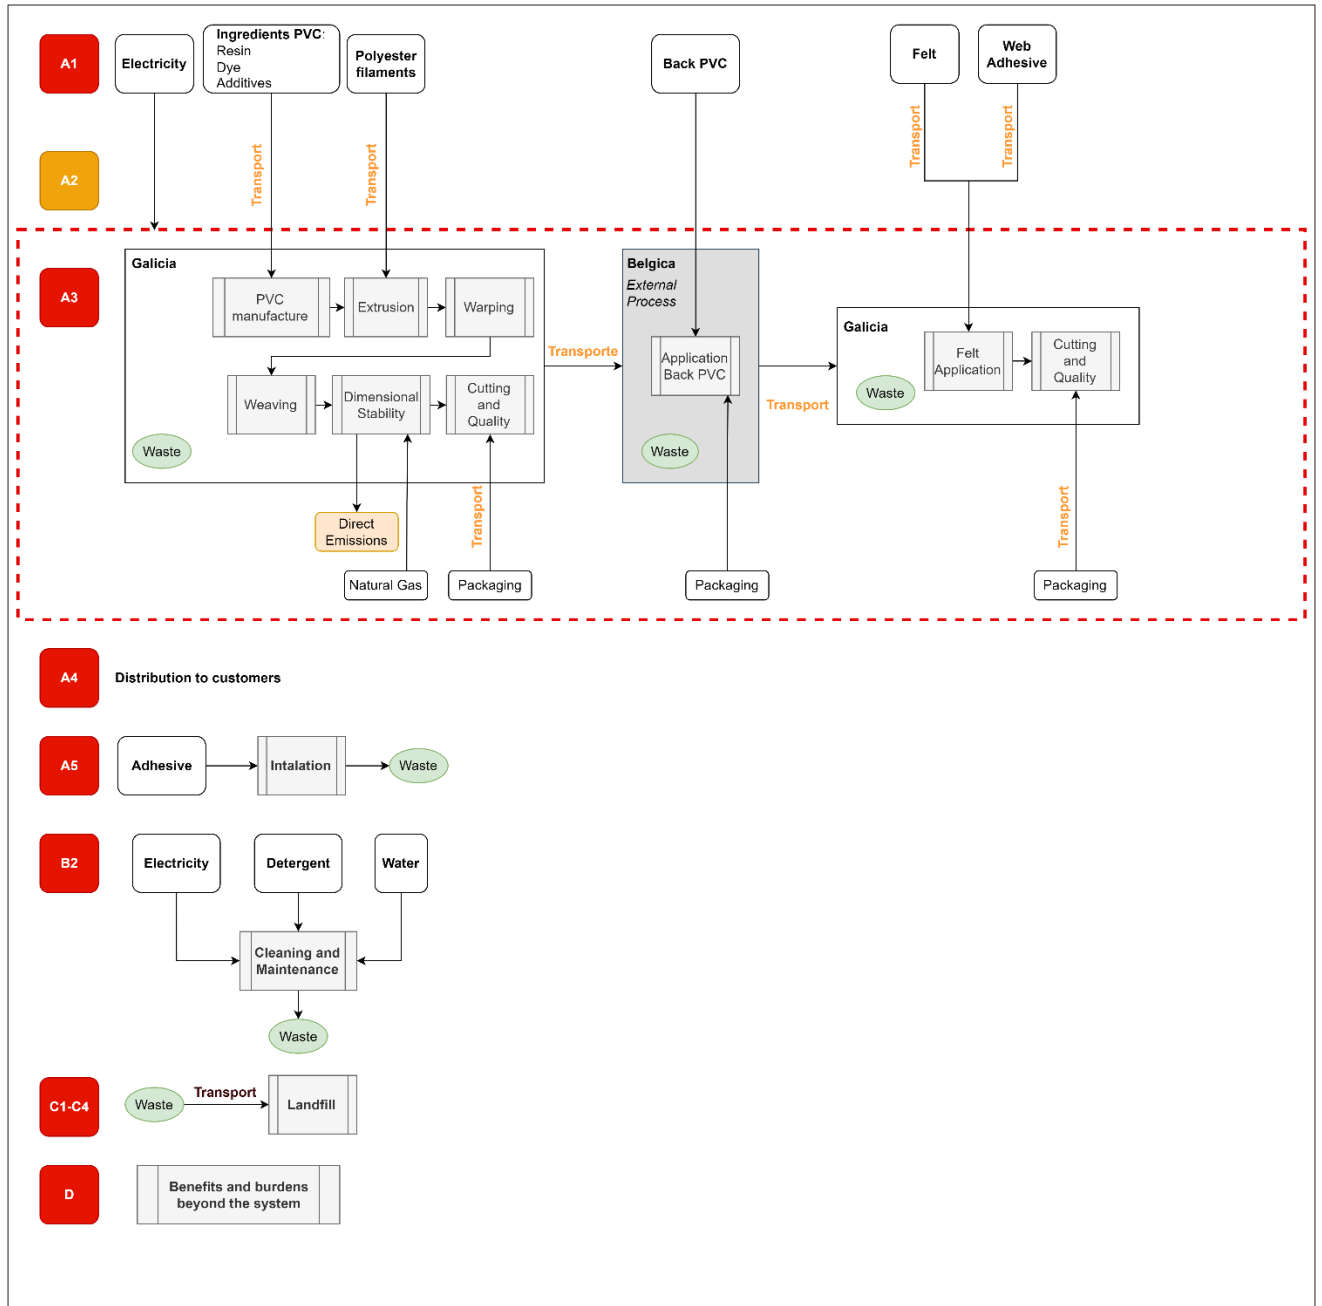 A1
Electricity
Ingredients PVC:
Resin
Dye
Additives
Polyester
filaments
Back PVC
Felt
Web
Adhesive
A2
Transport
Transport
Transport
Transport
A3
Galicia
PVC
manufacture
Extrusion
Warping
Weaving
Dimensional
Stability
Cutting
and
Quality
Waste
Direct
Emissions
Natural Gas
Transport
Packaging
Transporte
Belgica
External
Process
Application
Back PVC
Waste
Packaging
Transport
Galicia
Felt
Application
Cutting
and
Quality
Waste
Transport
Packaging
A4
Distribution to customers
A5
Adhesive
Intalation
Waste
B2
Electricity
Detergent
Water
Cleaning and
Maintenance
Waste
C1-C4
Waste
Transport
Landfill
D
Benefits and burdens
beyond the system